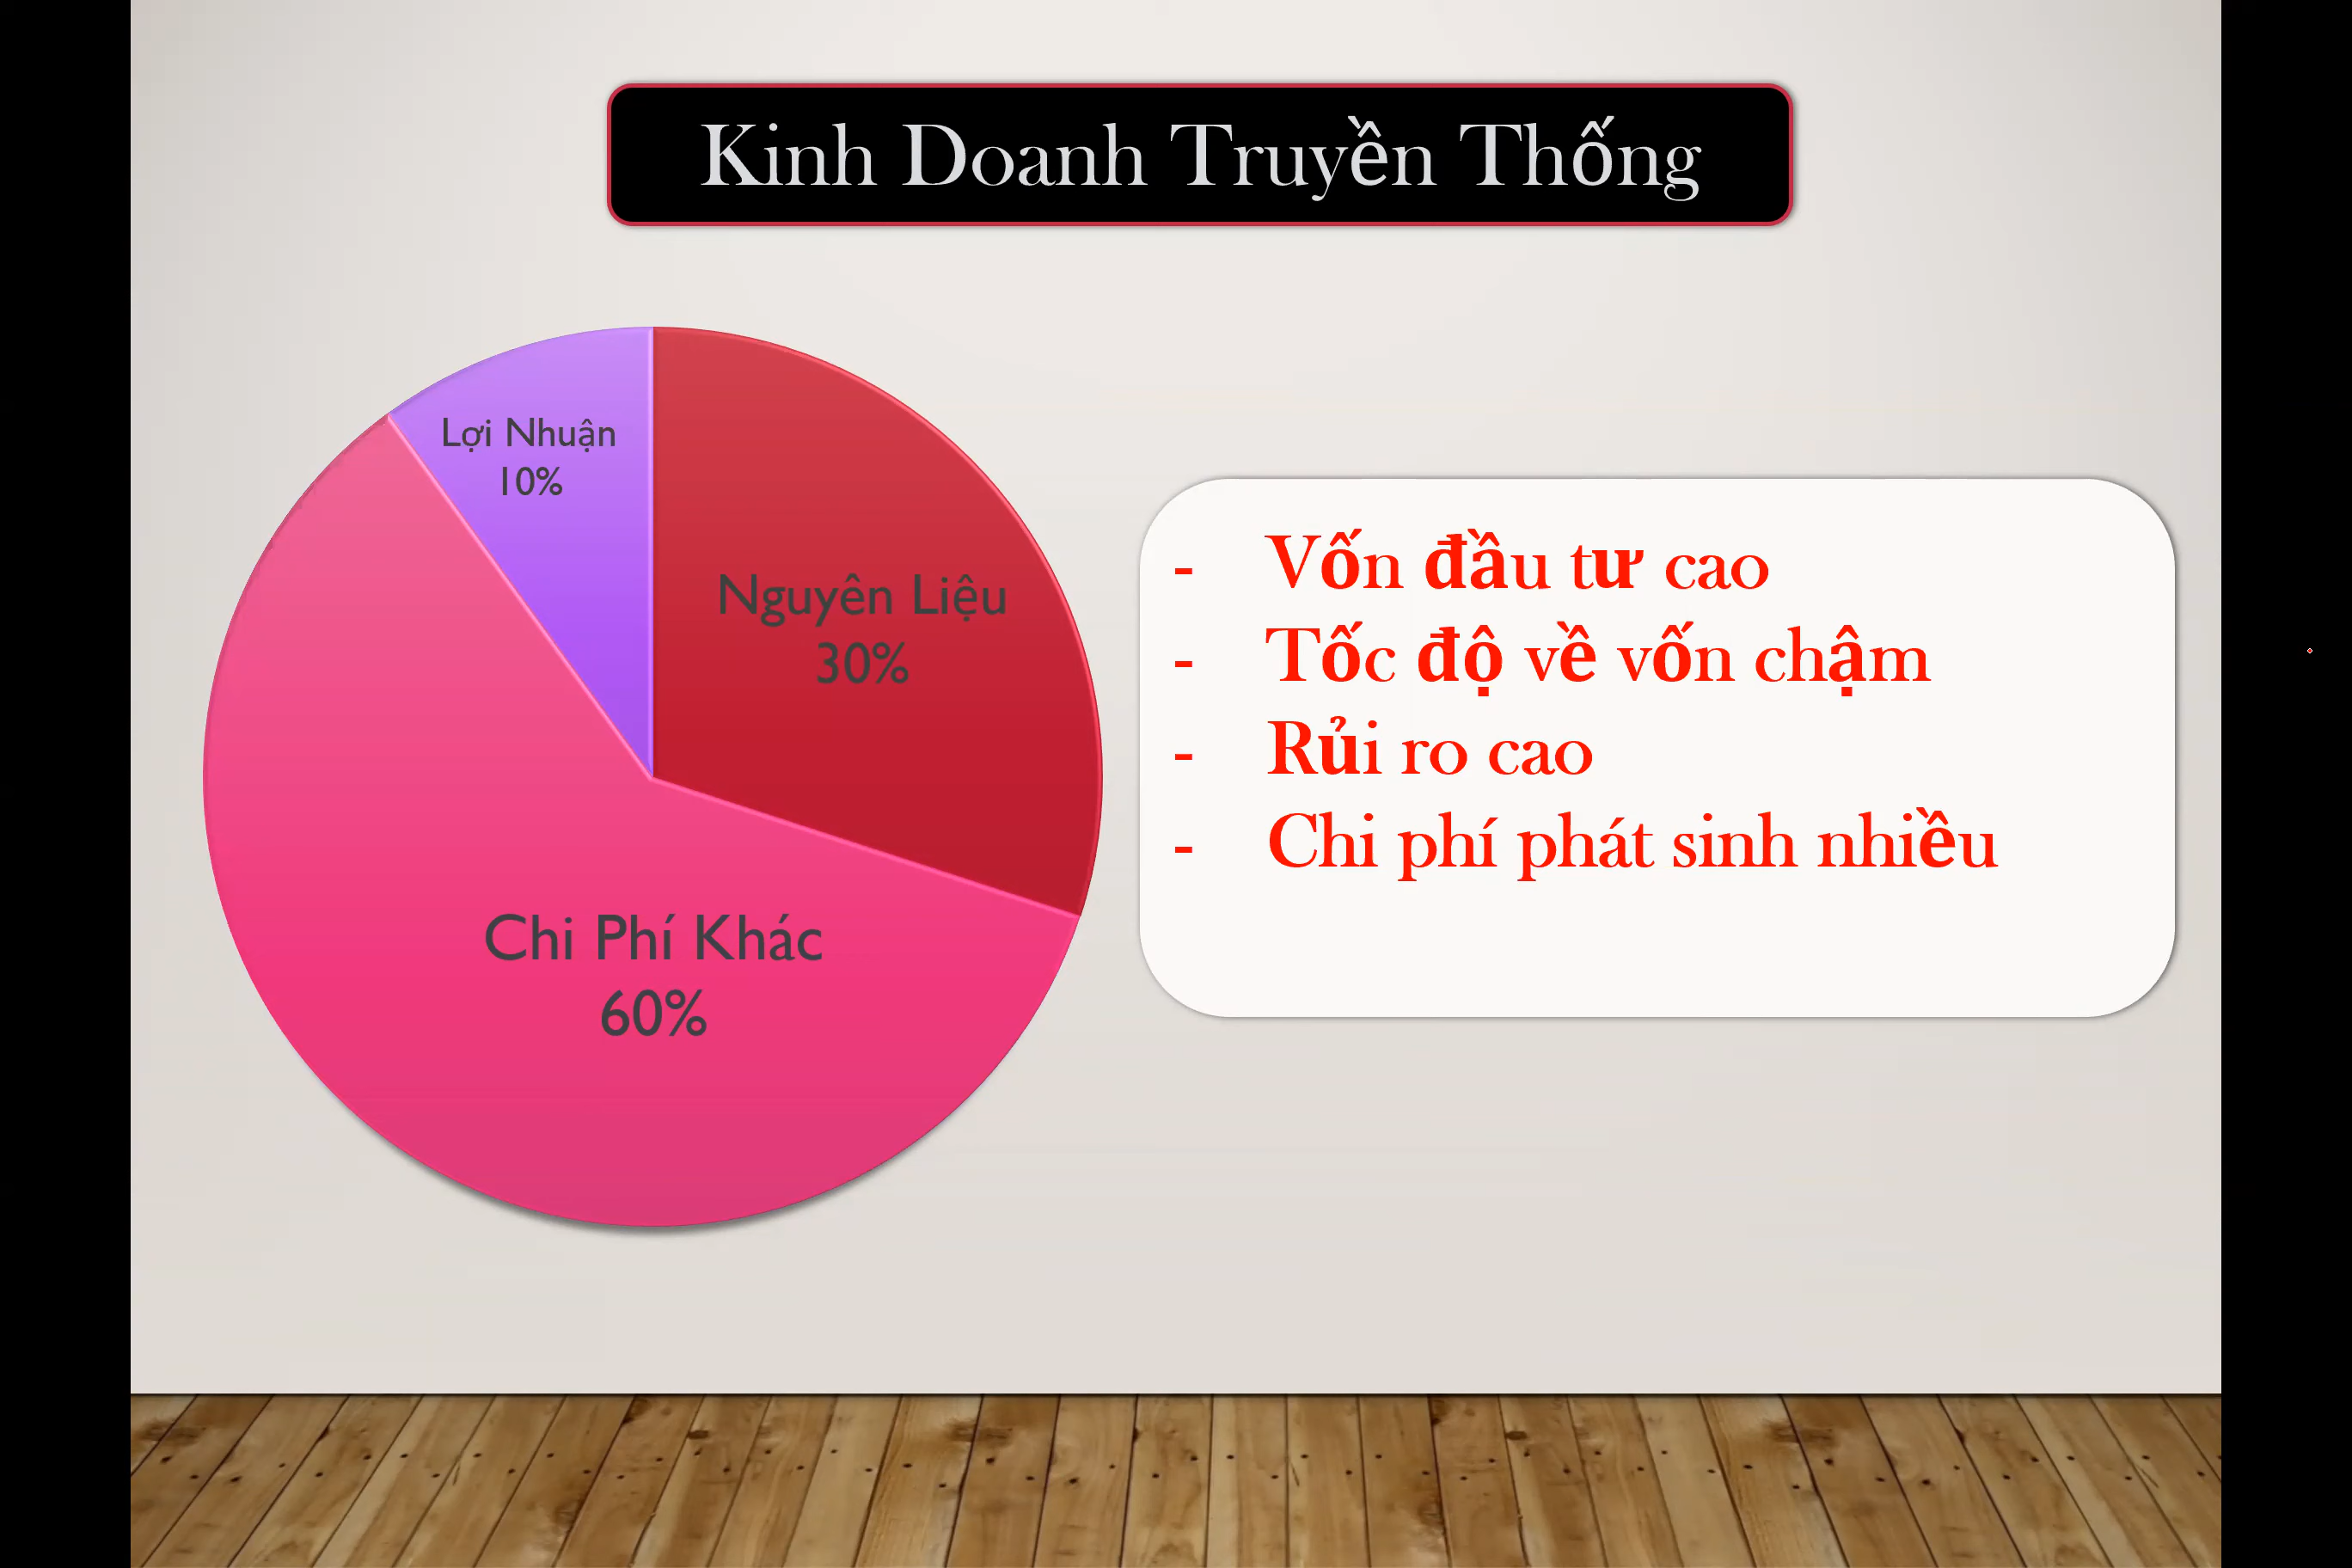 Kinh Doanh Truyền Thống
Lợi Nhuận
10%
Nguyên Liệu
30%
Chi Phí Khác
60%
- Vốn đầu tư cao
- Tốc độ về vốn chậm
- Rủi ro cao
- Chi phí phát sinh nhiều